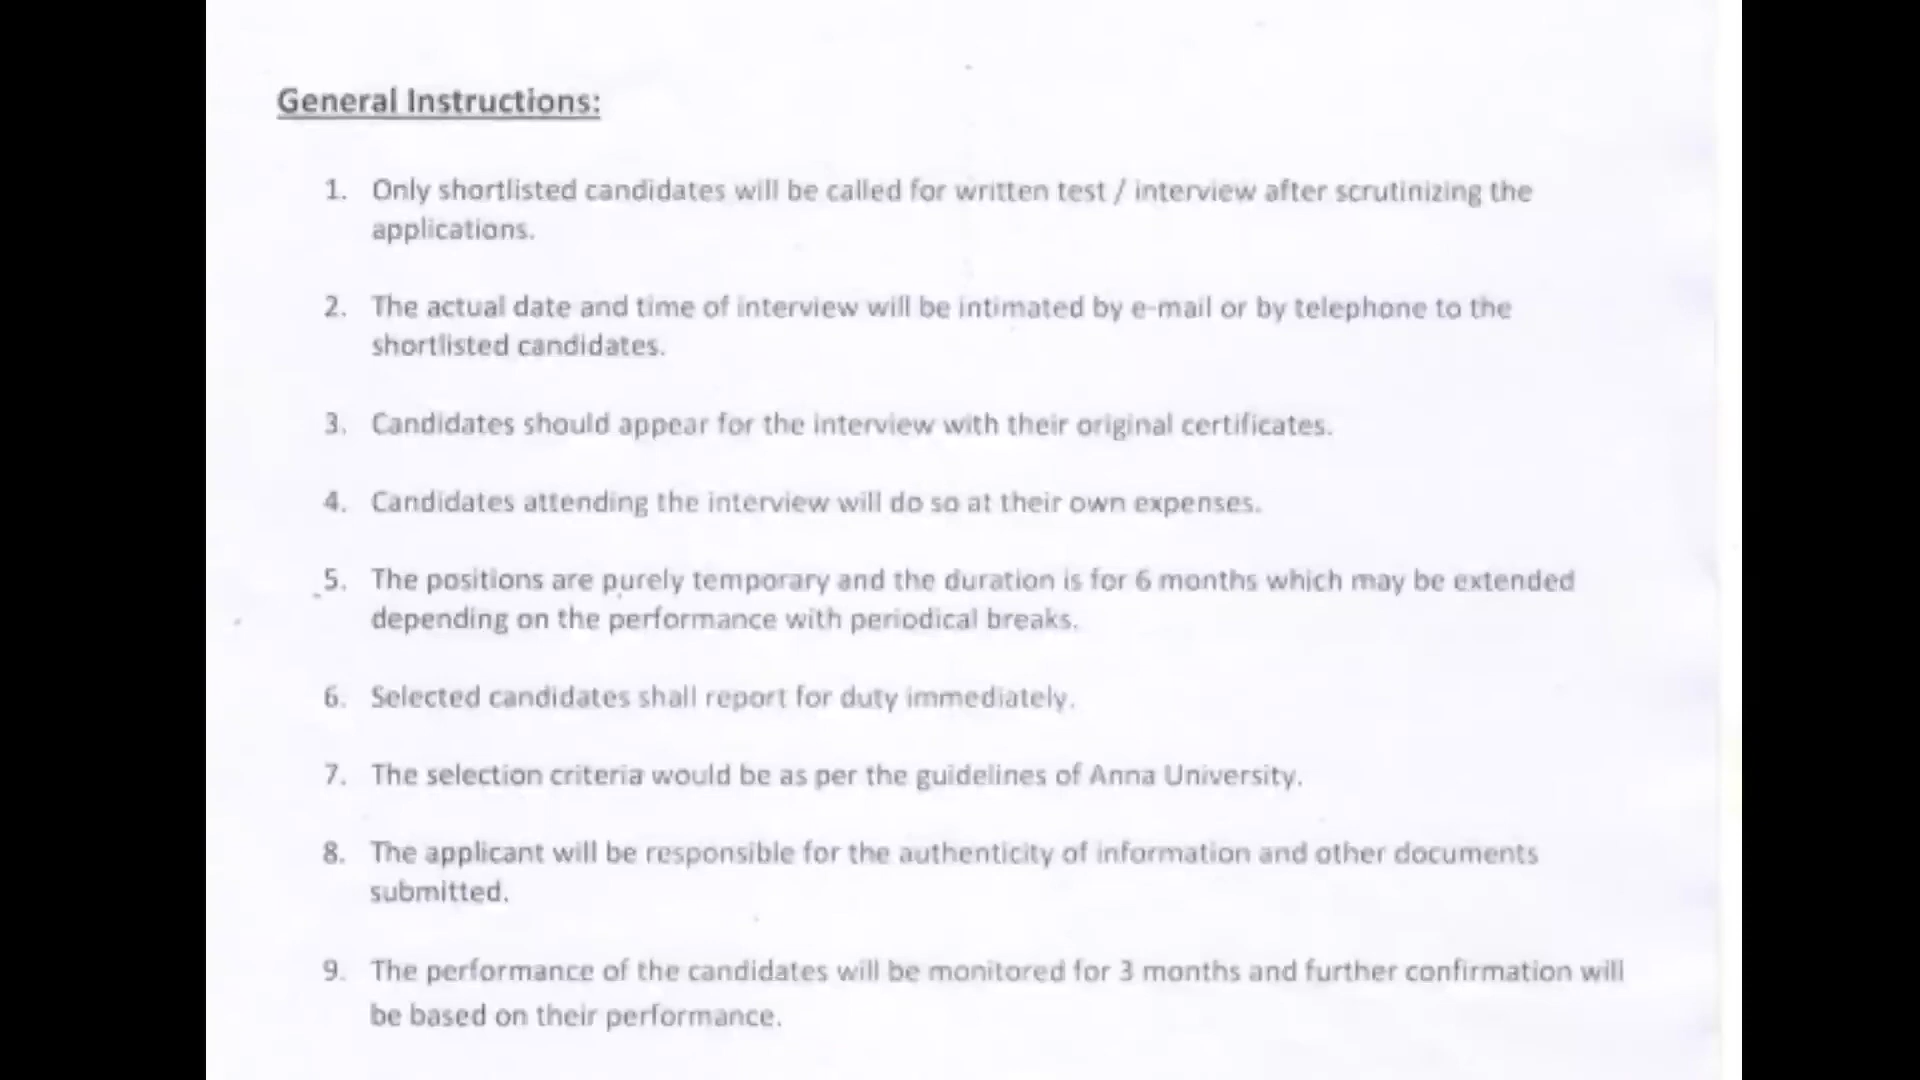 General Instructions:
1. Only shortlisted candidates will be called for written test / interview after scrutinizing the
applications.
2. The actual date and time of interview will be intimated by e-mail or by telephone to the
shortlisted candidates.
3. Candidates should appear for the interview with their original certificates.
4. Candidates attending the interview will do so at their own expenses.
5. The positions are purely temporary and the duration is for 6 months which may be extended
depending on the performance with periodical breaks.
6. Selected candidates shall report for duty immediately.
7. The selection criteria would be as per the guidelines of Anna University.
8. The applicant will be responsible for the authenticity of information and other documents
submitted.
9. The performance of the candidates will be monitored for 3 months and further confirmation will
be based on their performance.